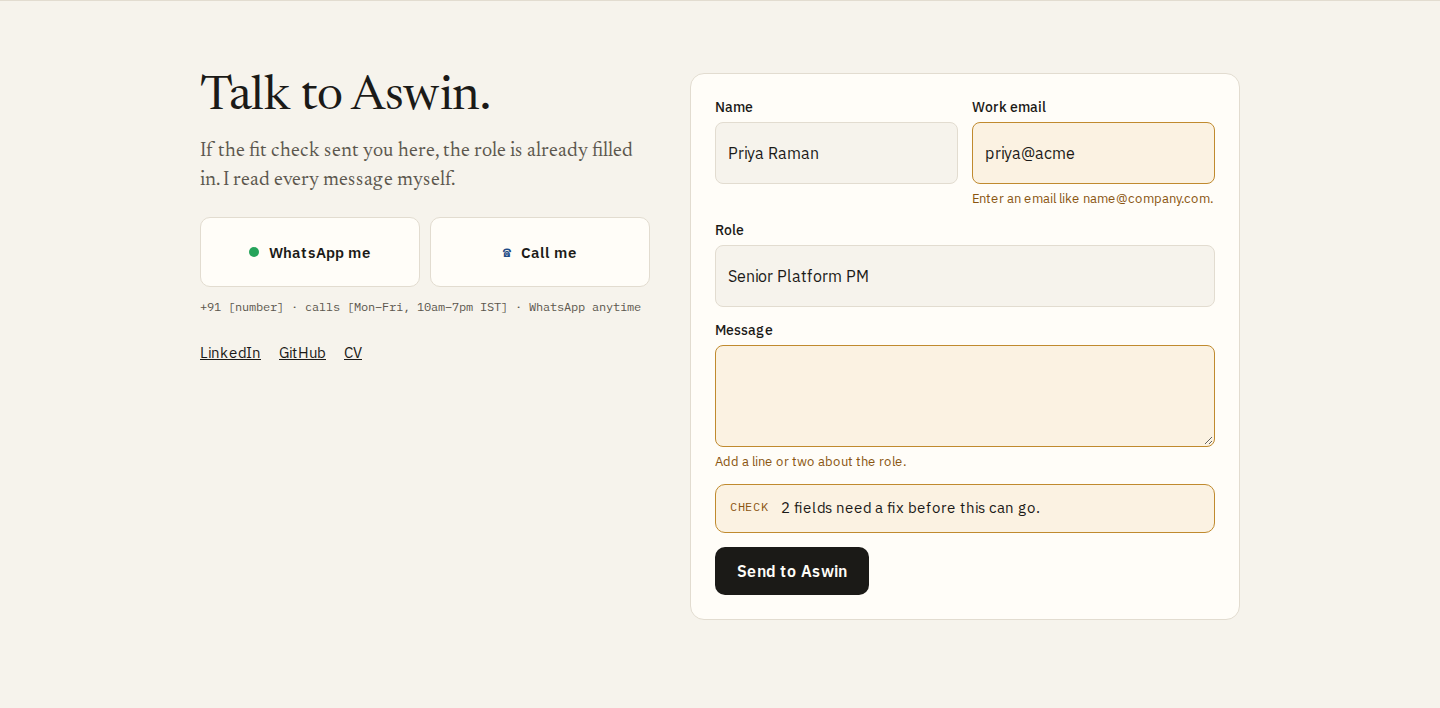 Talk to Aswin.
If the fit check sent you here, the role is already filled
in. I read every message myself.
WhatsApp me
☎ Call me
+91 [number] · calls [Mon–Fri, 10am–7pm IST] · WhatsApp anytime
LinkedIn GitHub CV
Name
Priya Raman
Work email
priya@acme
Enter an email like name@company.com.
Role
Senior Platform PM
Message
Add a line or two about the role.
CHECK 2 fields need a fix before this can go.
Send to Aswin